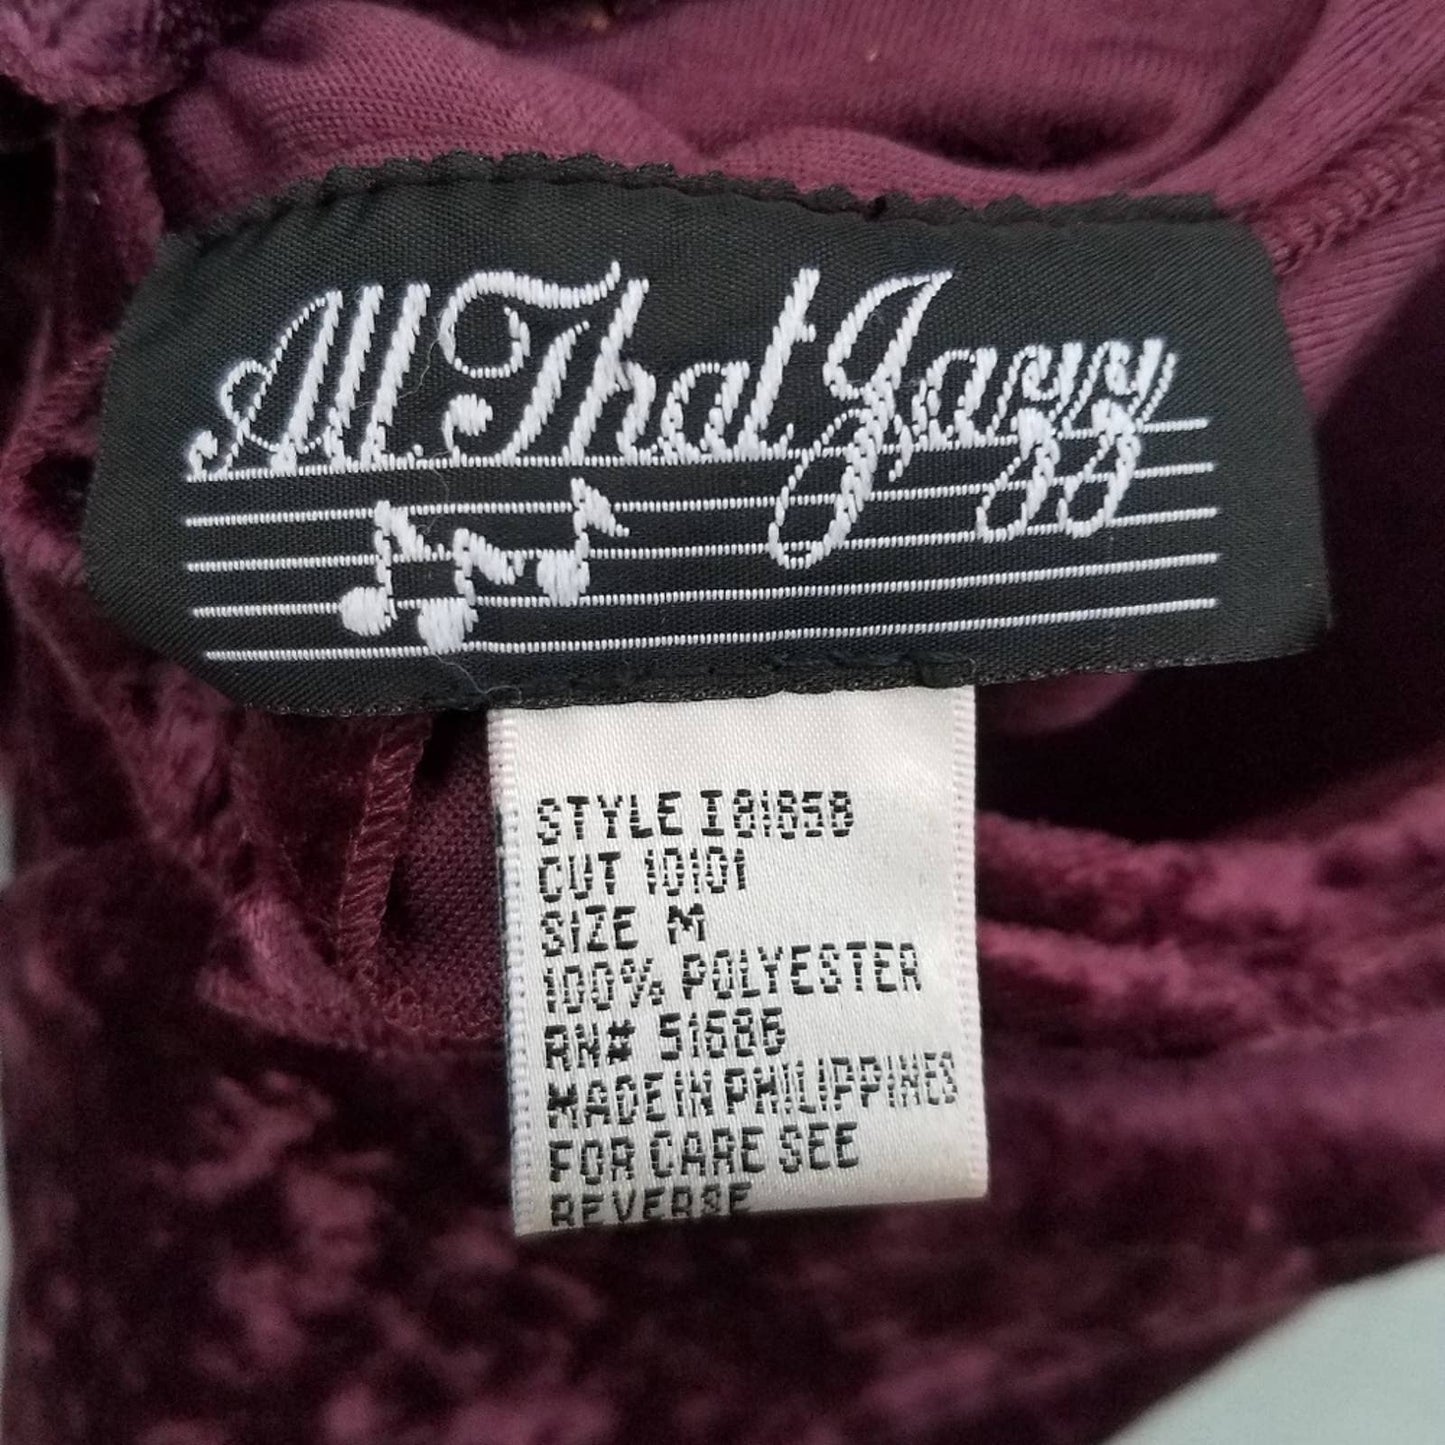 All That Jazz
STYLE I81658
CUT 10101
SIZE M
100% POLYESTER
RN# 51686
MADE IN PHILIPPINES
FOR CARE SEE
REVERSE